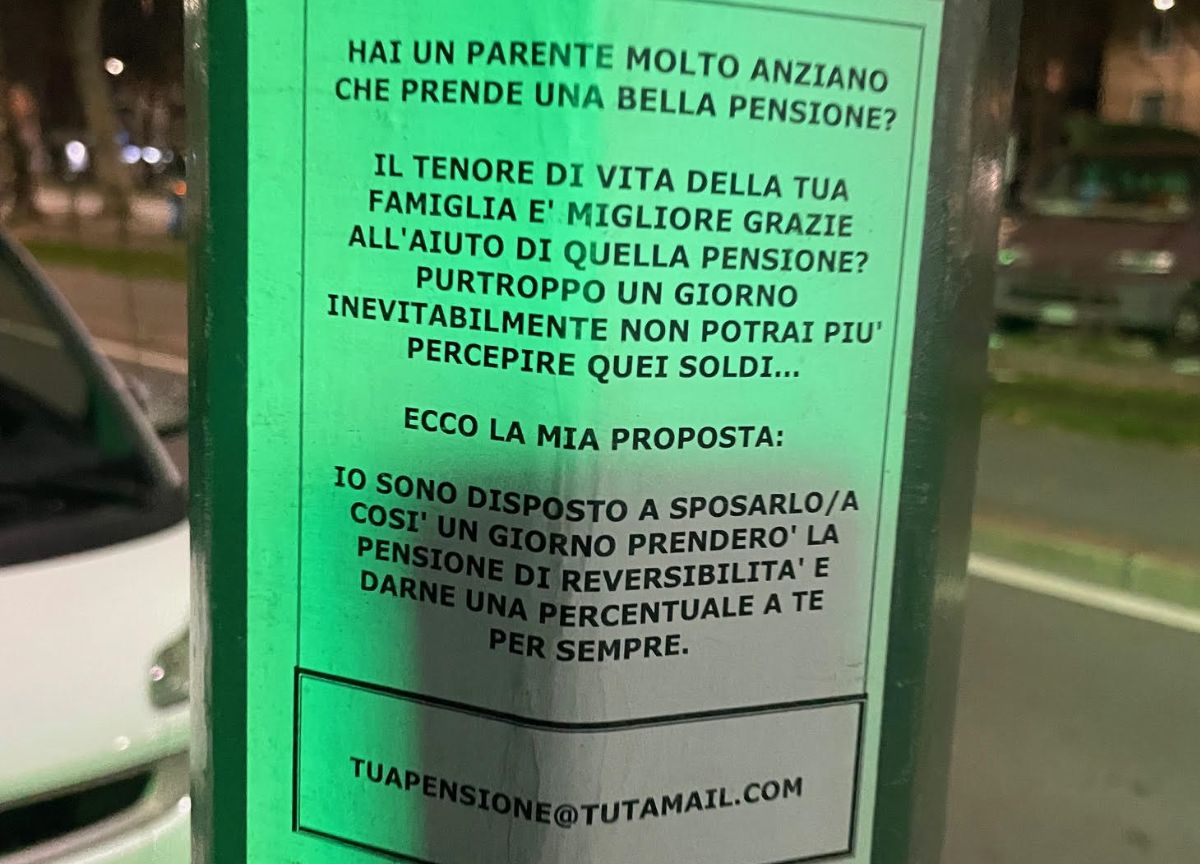 HAI UN PARENTE MOLTO ANZIANO
CHE PRENDE UNA BELLA PENSIONE?
IL TENORE DI VITA DELLA TUA
FAMIGLIA E' MIGLIORE GRAZIE
ALL'AIUTO DI QUELLA PENSIONE?
PURTROPPO UN GIORNO
INEVITABILMENTE NON POTRAI PIU'
PERCEPIRE QUEI SOLDI...
ECCO LA MIA PROPOSTA:
IO SONO DISPOSTO A SPOSARLO/A
COSI' UN GIORNO PRENDERO' LA
PENSIONE DI REVERSIBILITA' E
DARNE UNA PERCENTUALE A TE
PER SEMPRE.
TUAPENSIONE@TUTAMAIL.COM